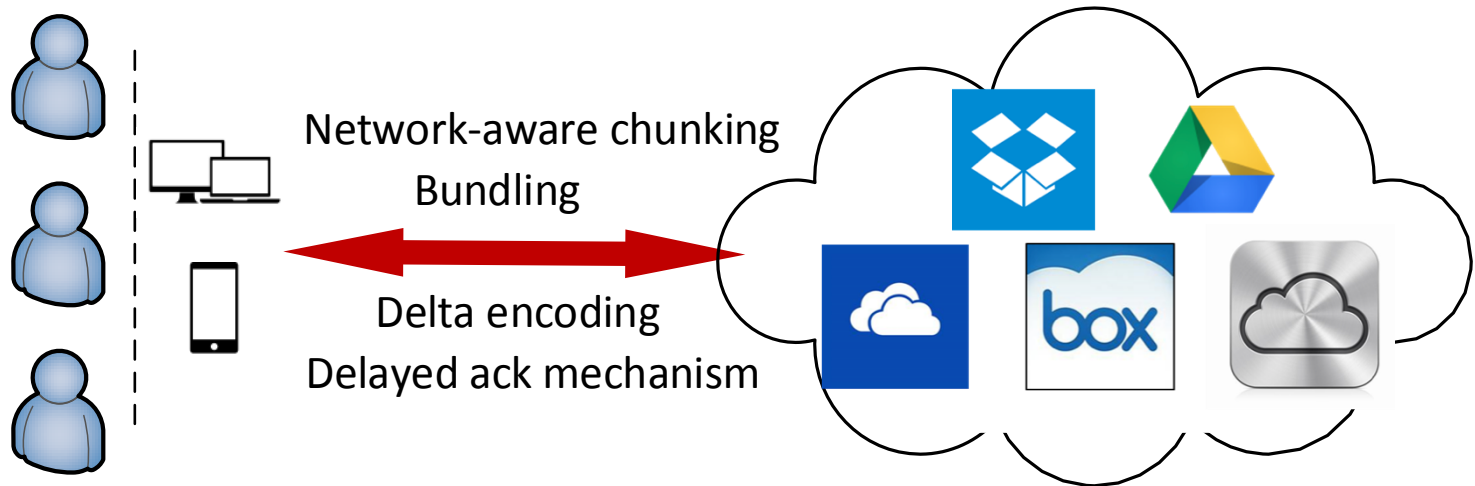 Network-aware chunking
Bundling
Delta encoding
Delayed ack mechanism
box